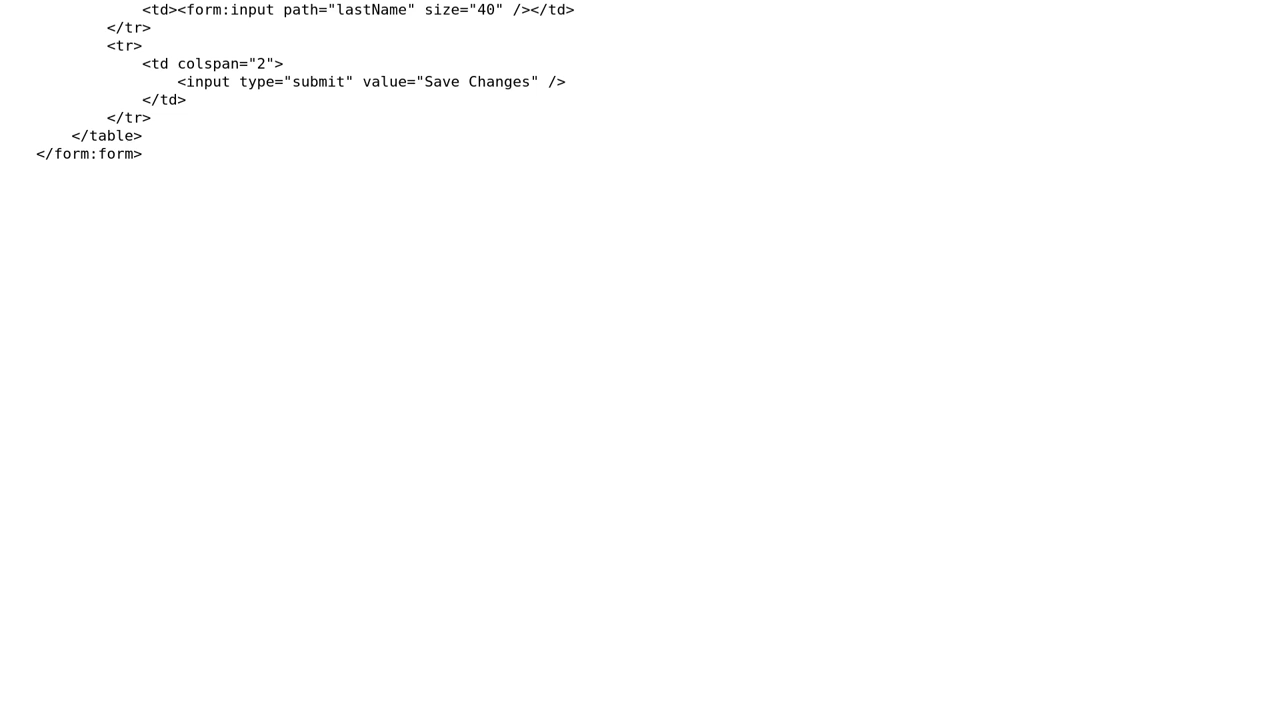 <td><form:input path="lastName" size="40" /></td>
        </tr>
        <tr>
            <td colspan="2">
                <input type="submit" value="Save Changes" />
            </td>
        </tr>
    </table>
</form:form>